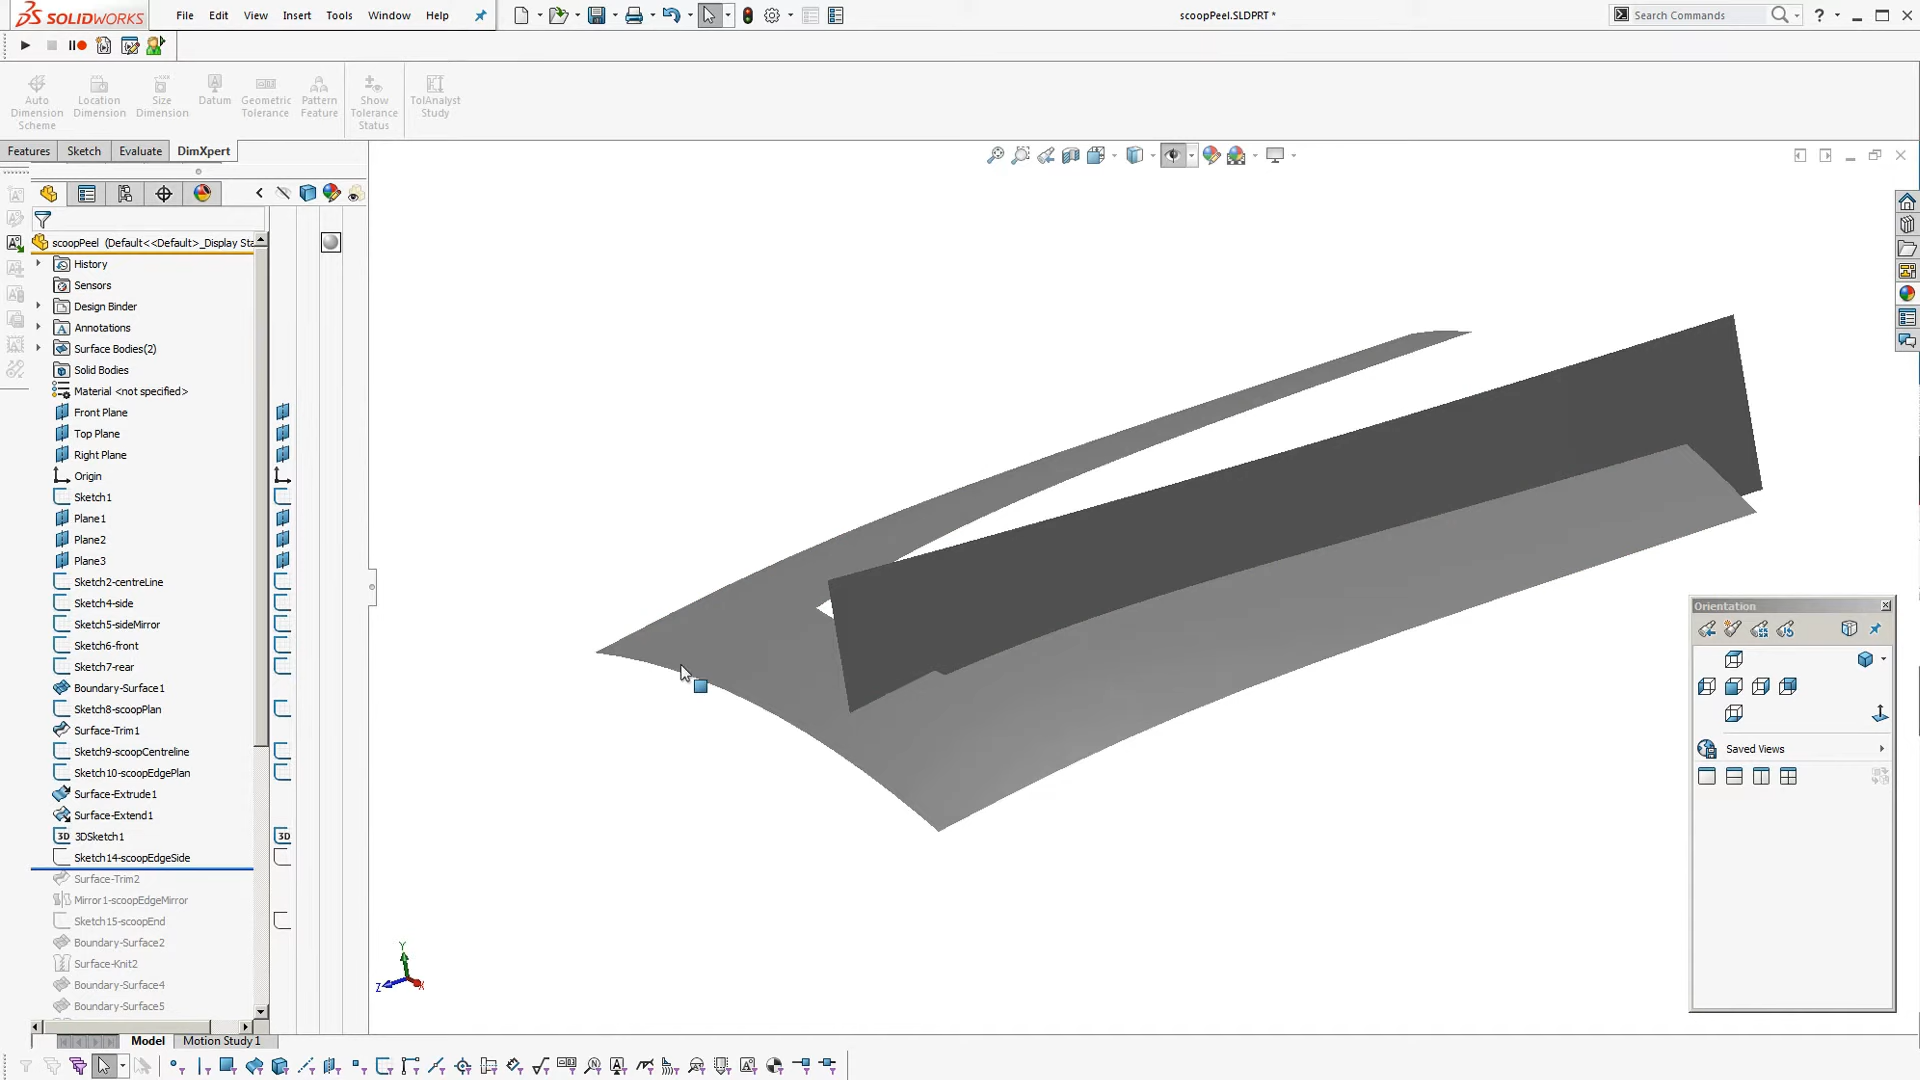 SOLIDWORKS File Edit View Insert Tools Window Help scoopPeel.SLDPRT * Search Commands
Auto Dimension Scheme
Location Dimension
Size Dimension
Datum
Geometric Tolerance
Pattern Feature
Show Tolerance Status
TolAnalyst Study
Features Sketch Evaluate DimXpert
scoopPeel (Default<<Default>_Display Sta
History
Sensors
Design Binder
Annotations
Surface Bodies(2)
Solid Bodies
Material <not specified>
Front Plane
Top Plane
Right Plane
Origin
Sketch1
Plane1
Plane2
Plane3
Sketch2-centreLine
Sketch4-side
Sketch5-sideMirror
Sketch6-front
Sketch7-rear
Boundary-Surface1
Sketch8-scoopPlan
Surface-Trim1
Sketch9-scoopCentreline
Sketch10-scoopEdgePlan
Surface-Extrude1
Surface-Extend1
3D 3DSketch1 3D
Sketch14-scoopEdgeSide
Surface-Trim2
Mirror1-scoopEdgeMirror
Sketch15-scoopEnd
Boundary-Surface2
Surface-Knit2
Boundary-Surface4
Boundary-Surface5
Orientation
Saved Views
Y
Z X
Model Motion Study 1